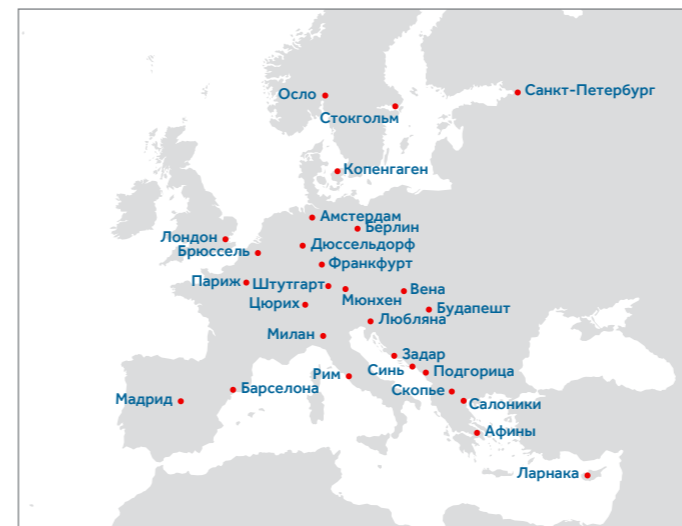 Осло
Санкт-Петербург
Стокгольм
Копенгаген
Амстердам
Берлин
Лондон
Дюссельдорф
Брюссель
Франкфурт
Париж
Штутгарт
Мюнхен
Вена
Цюрих
Будапешт
Любляна
Милан
Задар
Синь
Подгорица
Рим
Скопье
Барселона
Мадрид
Салоники
Афины
Ларнака